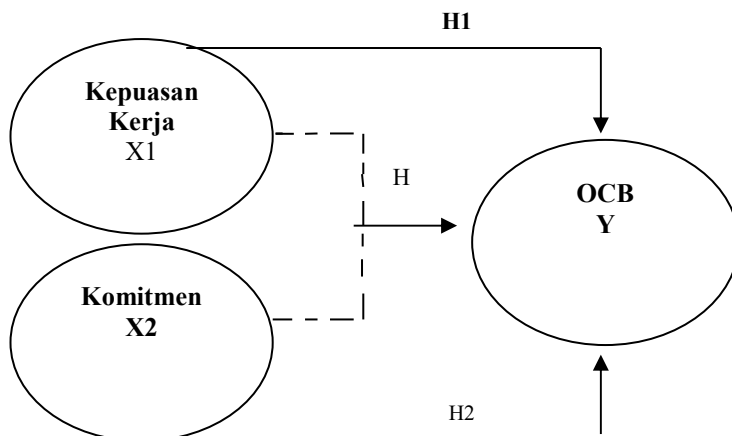 H1
Kepuasan
Kerja
X1
H
OCB
Y
Komitmen
X2
H2